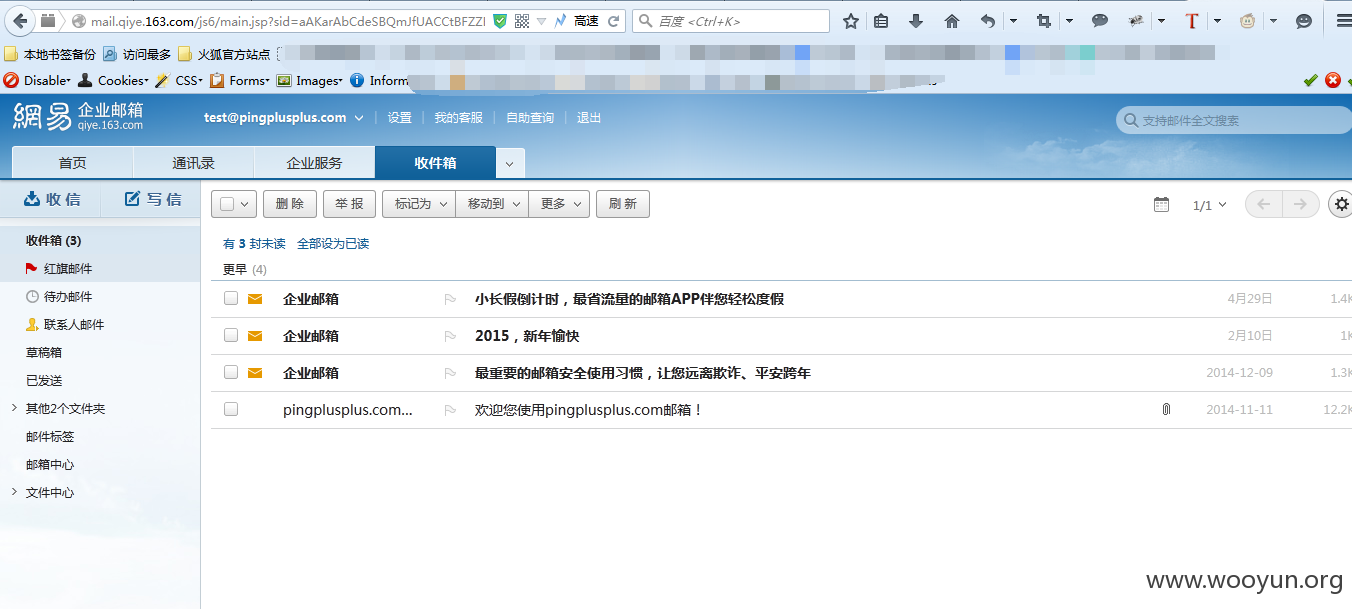 mail.qiye.163.com/js6/main.jsp?sid=aAKarAbCdeSBQmJfUACCtBFZZI 高速 百度 <Ctrl+K>
本地书签备份 访问最多 火狐官方站点
Disable Cookies CSS Forms Images Inform
網易 企业邮箱 qiye.163.com
test@pingplusplus.com 设置 我的客服 自助查询 退出
支持邮件全文搜索
首页 通讯录 企业服务 收件箱
收信 写信
删除 举报 标记为 移动到 更多 刷新 1/1
收件箱 (3)
红旗邮件
待办邮件
联系人邮件
草稿箱
已发送
其他2个文件夹
邮件标签
邮箱中心
文件中心
有 3 封未读 全部设为已读
更早 (4)
企业邮箱 小长假倒计时，最省流量的邮箱APP伴您轻松度假 4月29日 1.4K
企业邮箱 2015，新年愉快 2月10日 1K
企业邮箱 最重要的邮箱安全使用习惯，让您远离欺诈、平安跨年 2014-12-09 1.3K
pingplusplus.com... 欢迎您使用pingplusplus.com邮箱！ 2014-11-11 12.2K
www.wooyun.org